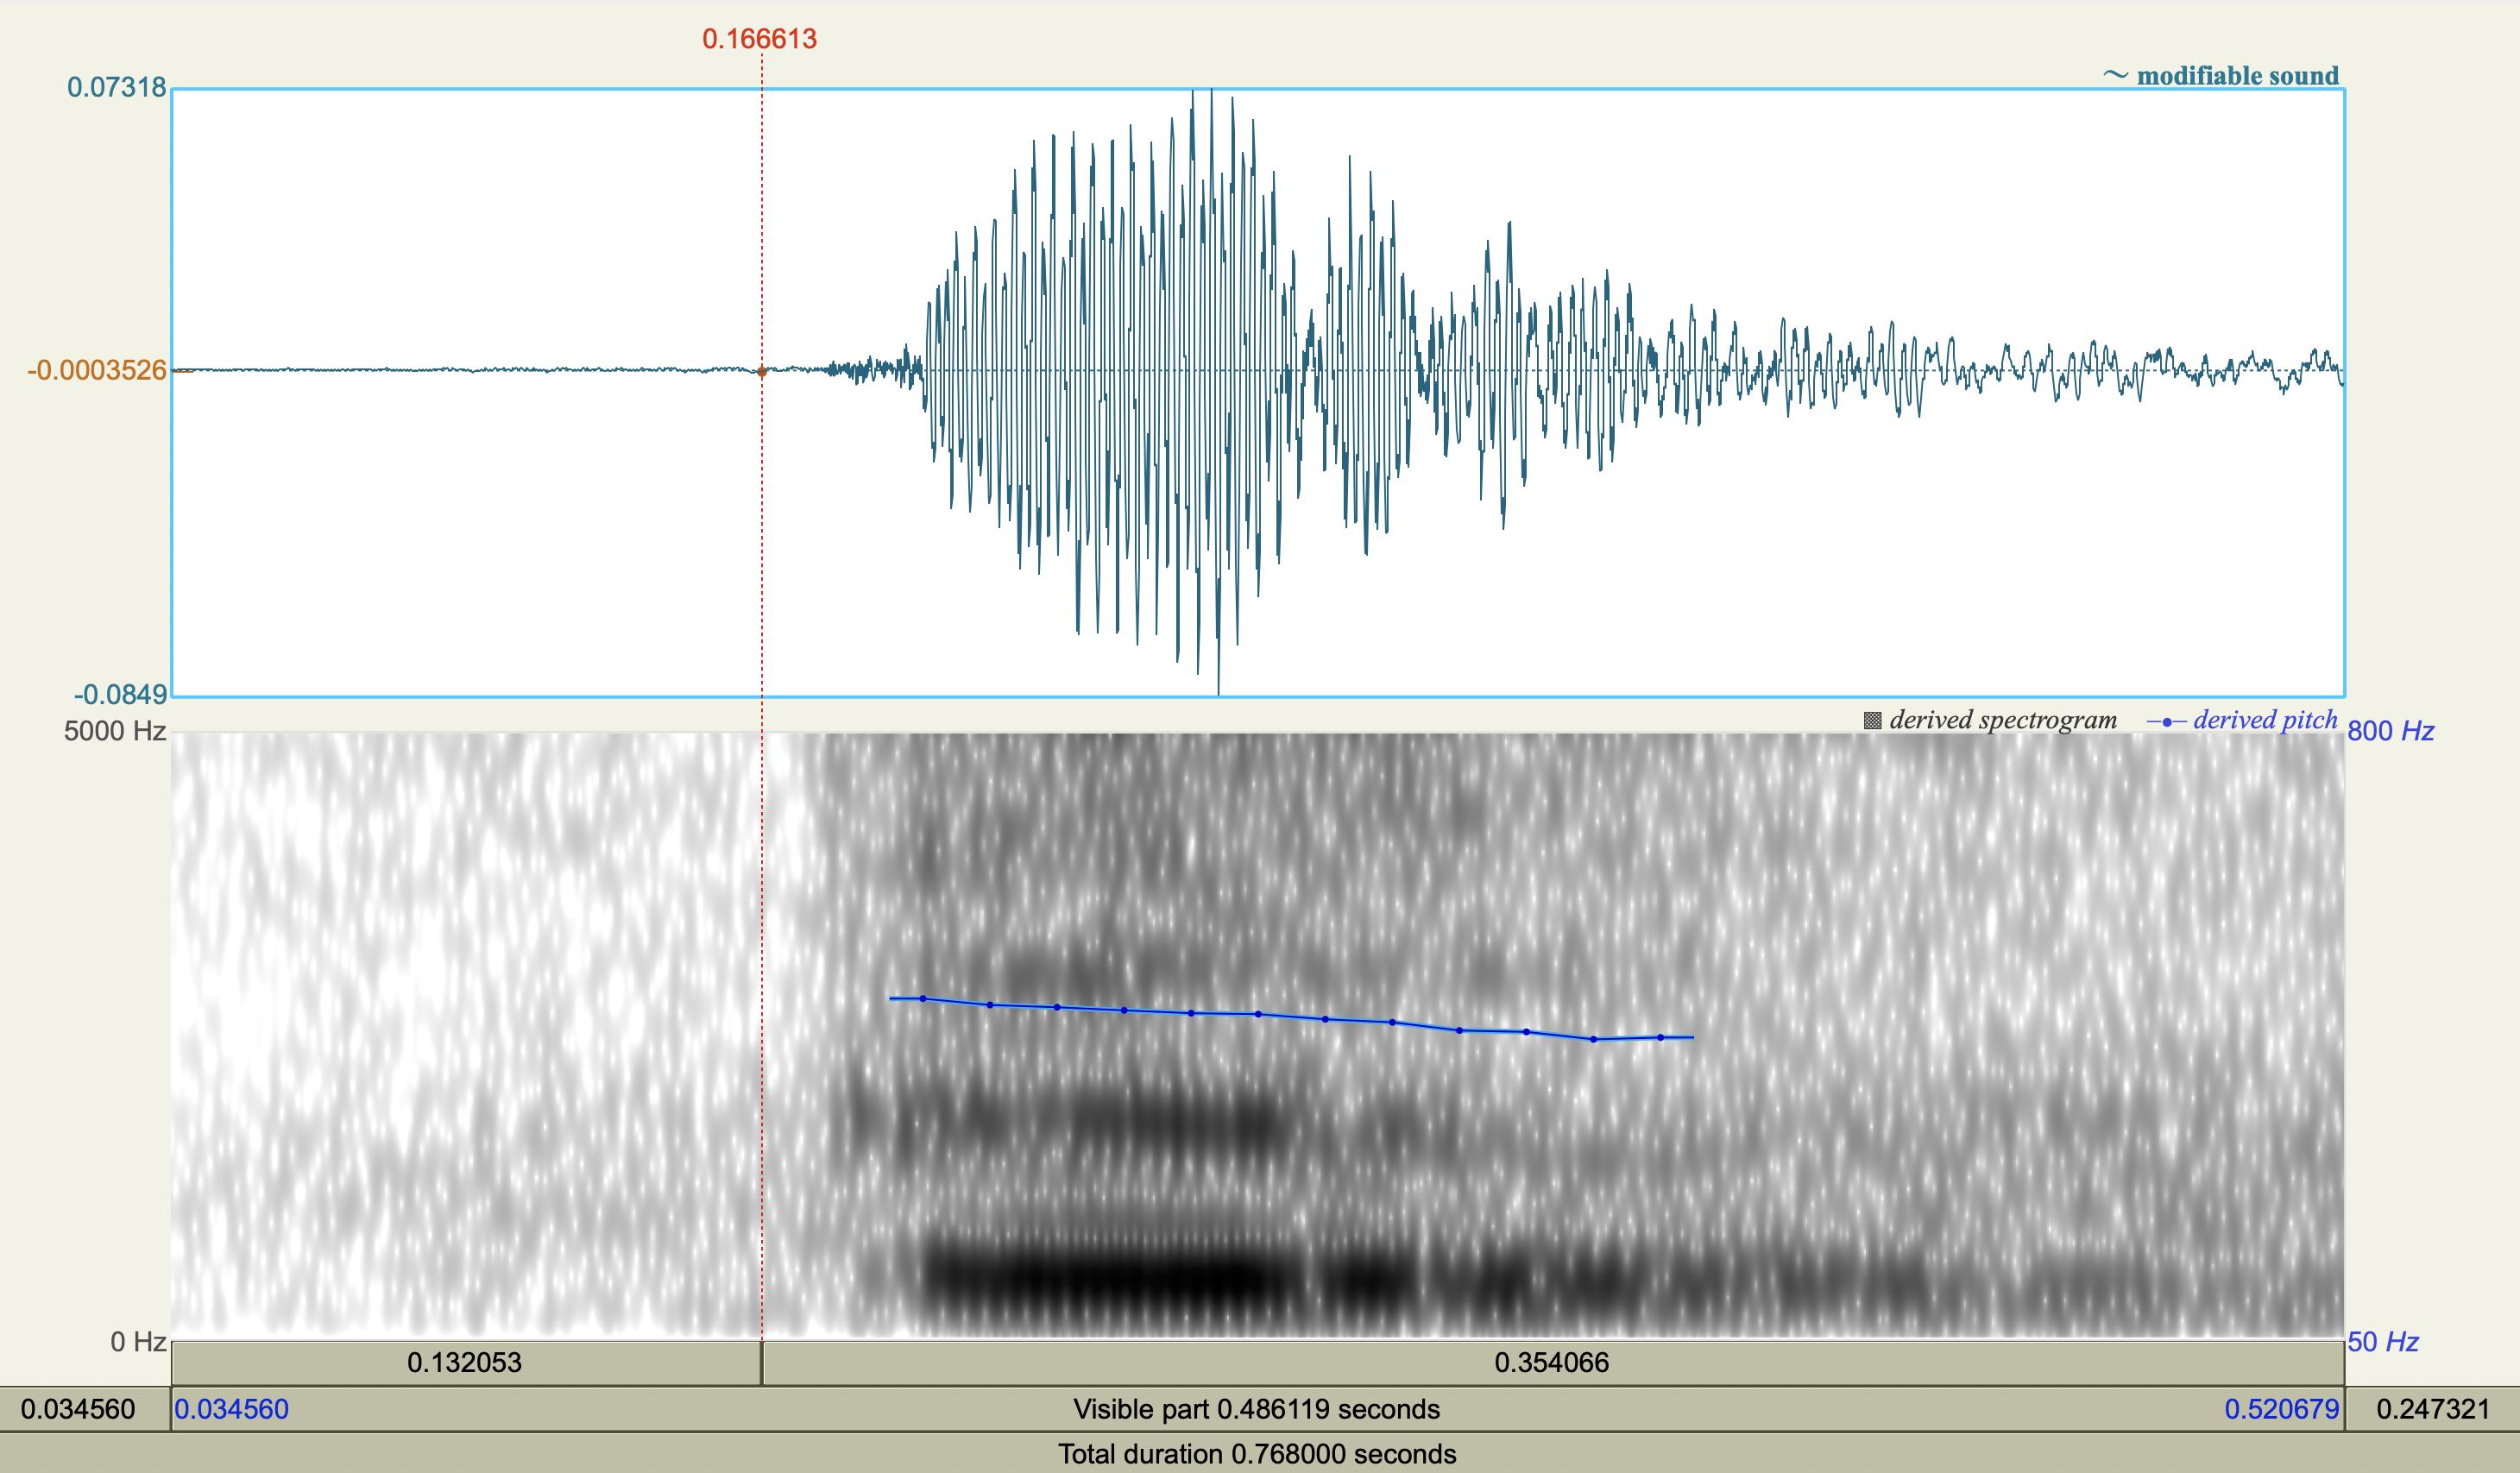 0.166613
0.07318
~ modifiable sound
-0.0003526
-0.0849
5000 Hz
derived spectrogram
derived pitch
800 Hz
0 Hz
50 Hz
0.132053
0.354066
0.034560
0.034560
Visible part 0.486119 seconds
0.520679
0.247321
Total duration 0.768000 seconds